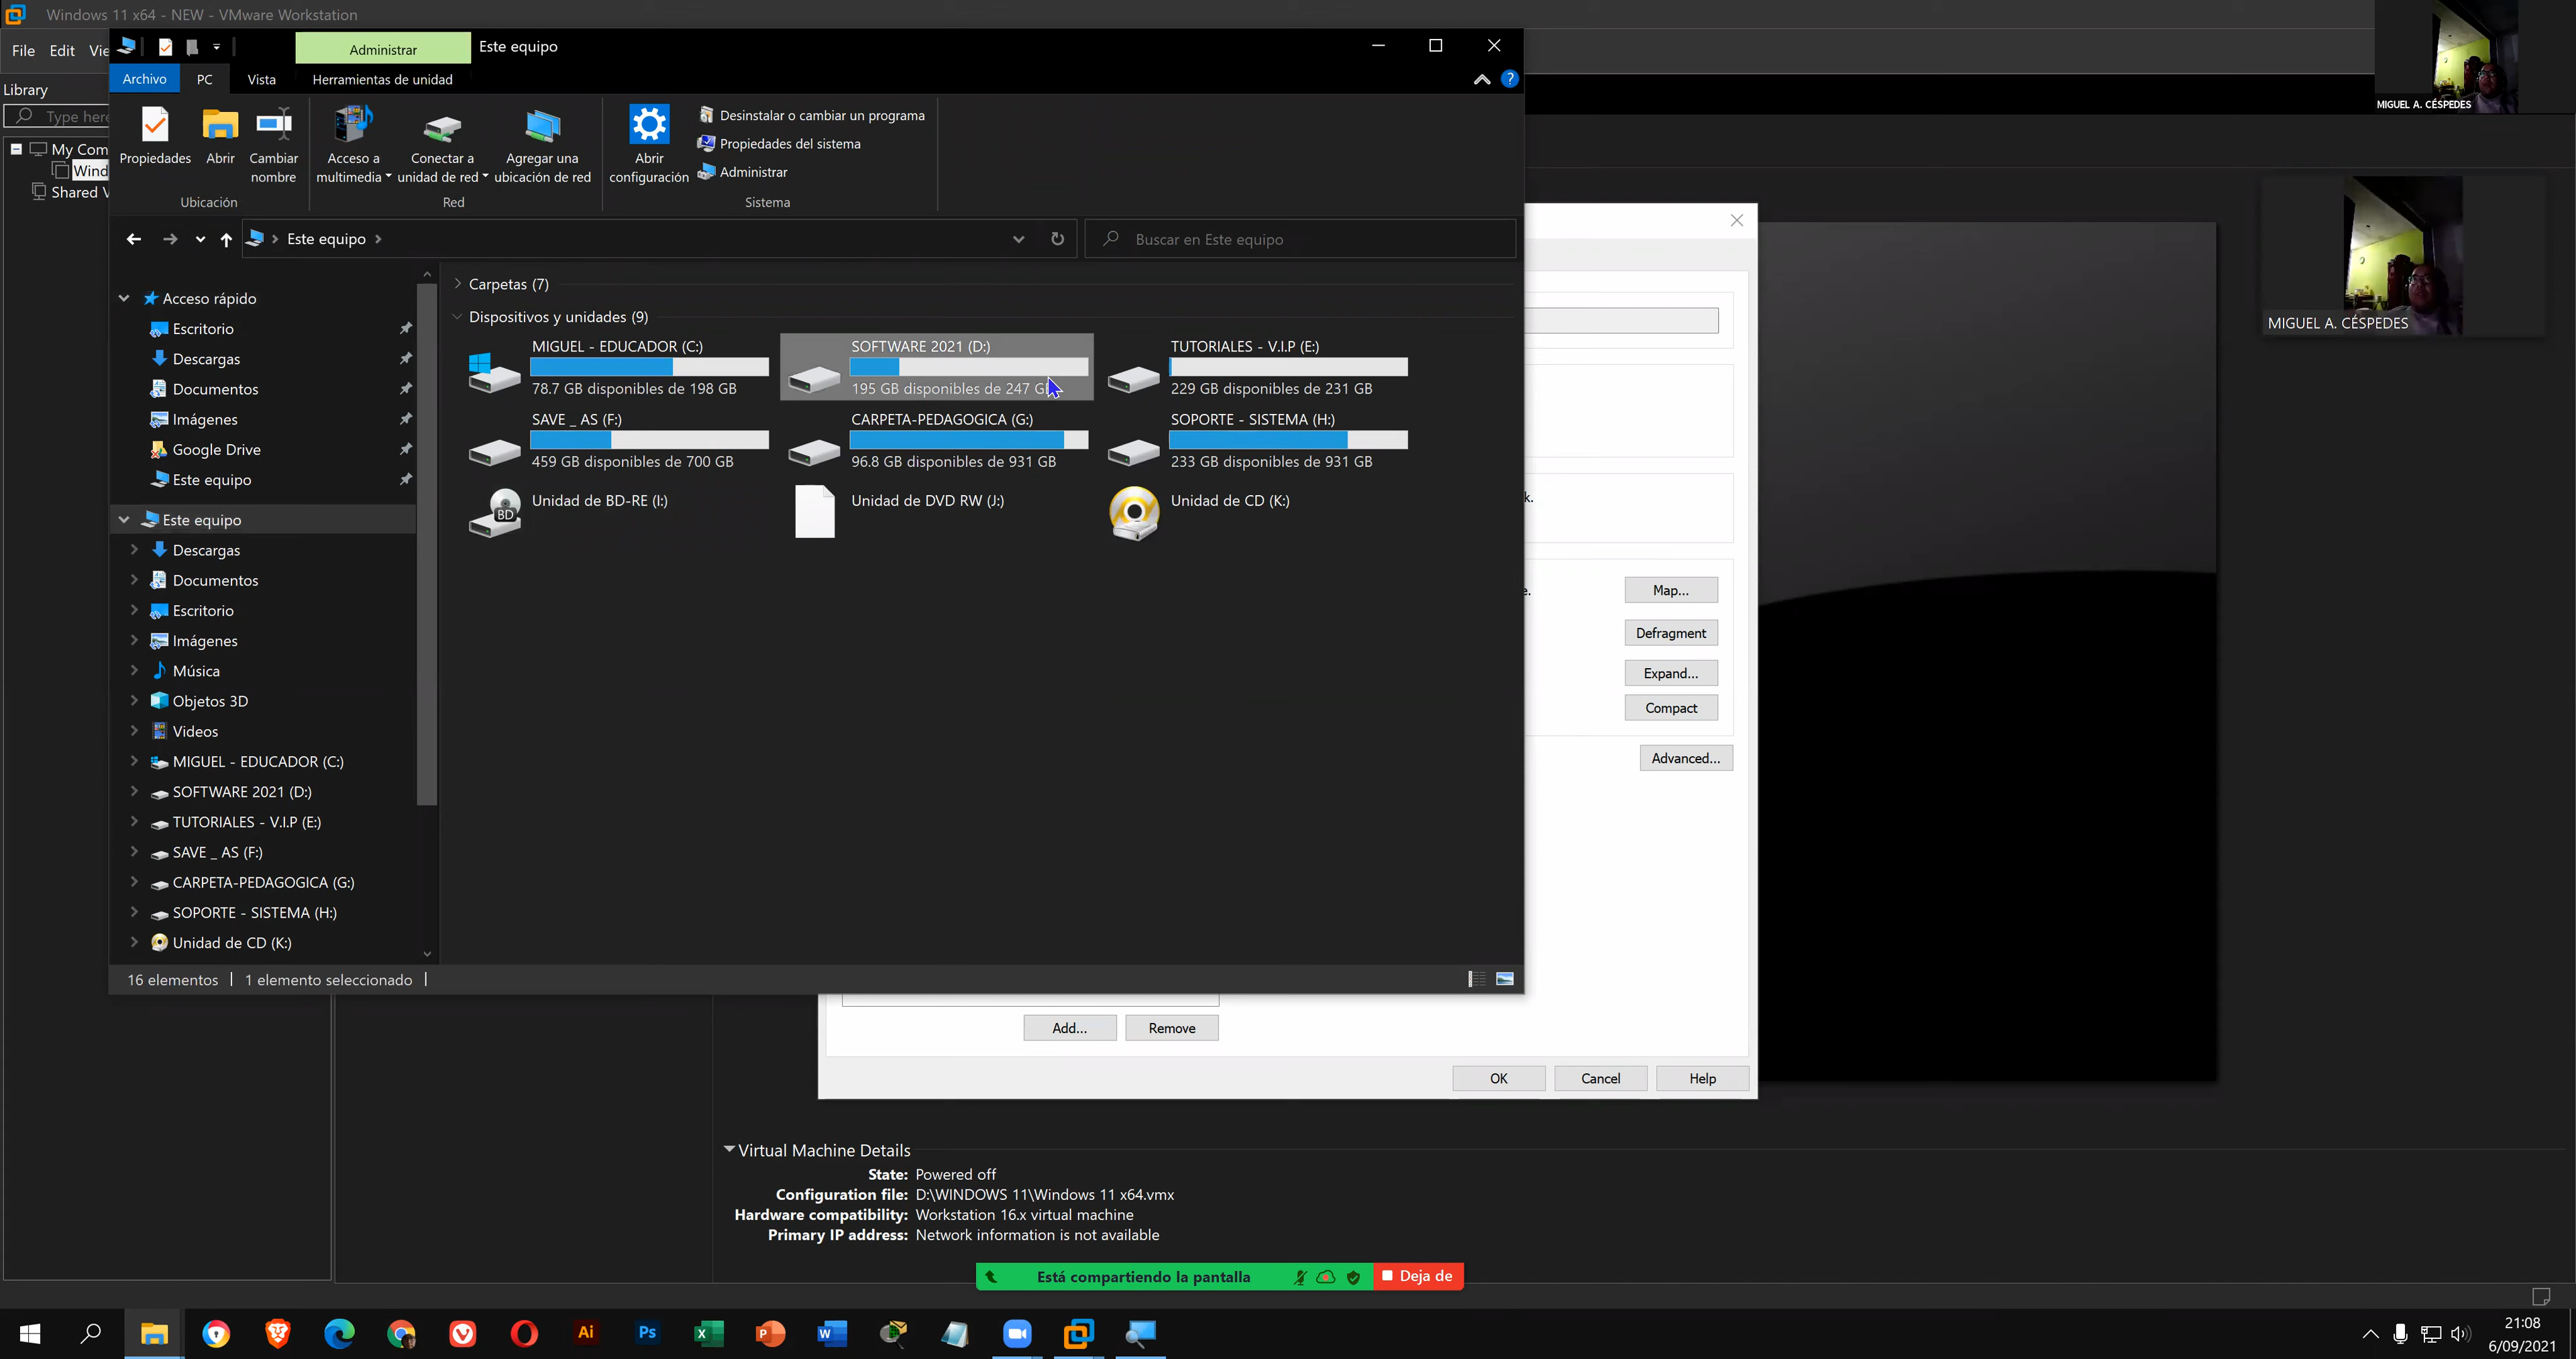 Windows 11 x64 - NEW - VMware Workstation
File Edit Vie
Library
Type here
My Com
Wind
Shared V
Administrar
Este equipo
Archivo PC Vista Herramientas de unidad
Propiedades
Abrir
Cambiar nombre
Ubicación
Acceso a multimedia
Conectar a unidad de red
Agregar una ubicación de red
Red
Abrir configuración
Desinstalar o cambiar un programa
Propiedades del sistema
Administrar
Sistema
Este equipo
Buscar en Este equipo
Acceso rápido
Escritorio
Descargas
Documentos
Imágenes
Google Drive
Este equipo
Este equipo
Descargas
Documentos
Escritorio
Imágenes
Música
Objetos 3D
Videos
MIGUEL - EDUCADOR (C:)
SOFTWARE 2021 (D:)
TUTORIALES - V.I.P (E:)
SAVE _ AS (F:)
CARPETA-PEDAGOGICA (G:)
SOPORTE - SISTEMA (H:)
Unidad de CD (K:)
Carpetas (7)
Dispositivos y unidades (9)
MIGUEL - EDUCADOR (C:)
78.7 GB disponibles de 198 GB
SOFTWARE 2021 (D:)
195 GB disponibles de 247 G
TUTORIALES - V.I.P (E:)
229 GB disponibles de 231 GB
SAVE _ AS (F:)
459 GB disponibles de 700 GB
CARPETA-PEDAGOGICA (G:)
96.8 GB disponibles de 931 GB
SOPORTE - SISTEMA (H:)
233 GB disponibles de 931 GB
BD
Unidad de BD-RE (I:)
Unidad de DVD RW (J:)
Unidad de CD (K:)
16 elementos
1 elemento seleccionado
k.
e.
Map...
Defragment
Expand...
Compact
Advanced...
Add...
Remove
OK
Cancel
Help
MIGUEL A. CÉSPEDES
MIGUEL A. CÉSPEDES
Virtual Machine Details
State: Powered off
Configuration file: D:\WINDOWS 11\Windows 11 x64.vmx
Hardware compatibility: Workstation 16.x virtual machine
Primary IP address: Network information is not available
Está compartiendo la pantalla
Deja de
Ai
Ps
21:08
6/09/2021